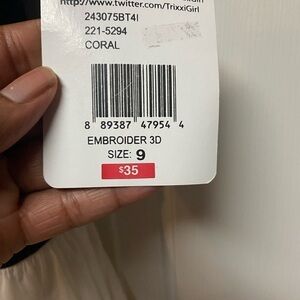 http://www.twitter.com/TrixxiGirl
243075BT4I
221-5294
CORAL
8 89387 47954 4
EMBROIDER 3D
SIZE: 9
$35